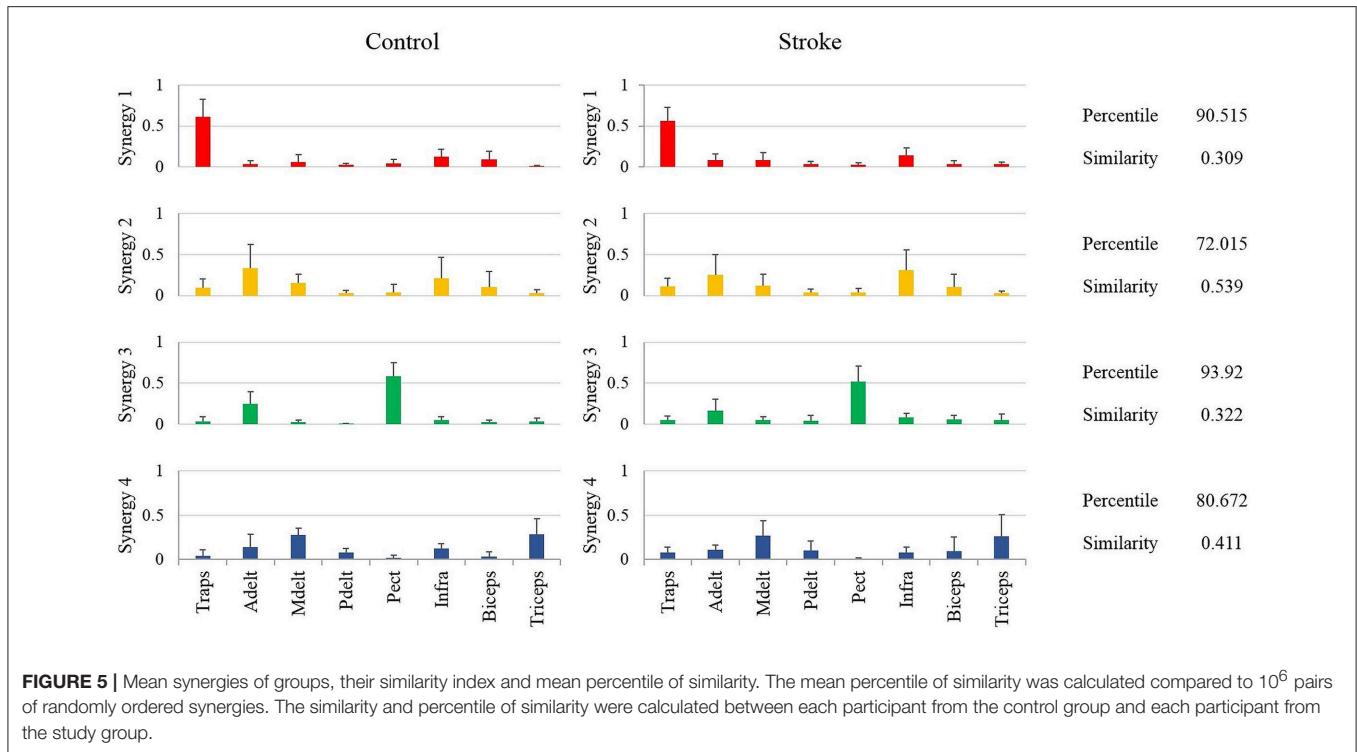 Control Stroke
Synergy 1
1
0.5
0
Synergy 1
1
0.5
0
Percentile 90.515
Similarity 0.309
Synergy 2
1
0.5
0
Synergy 2
1
0.5
0
Percentile 72.015
Similarity 0.539
Synergy 3
1
0.5
0
Synergy 3
1
0.5
0
Percentile 93.92
Similarity 0.322
Synergy 4
1
0.5
0
Synergy 4
1
0.5
0
Percentile 80.672
Similarity 0.411
Traps Adelt Mdelt Pdelt Pect Infra Biceps Triceps
Traps Adelt Mdelt Pdelt Pect Infra Biceps Triceps
FIGURE 5 | Mean synergies of groups, their similarity index and mean percentile of similarity. The mean percentile of similarity was calculated compared to 10⁶ pairs
of randomly ordered synergies. The similarity and percentile of similarity were calculated between each participant from the control group and each participant from
the study group.